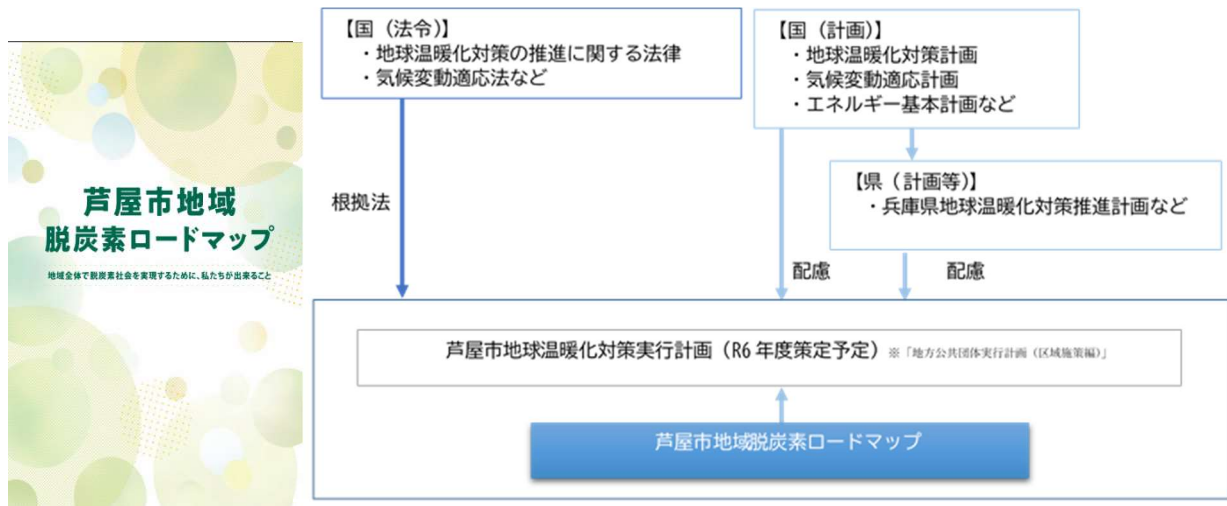 芦屋市地域
脱炭素ロードマップ
地域全体で脱炭素社会を実現するために、私たちが出来ること
【国（法令）】
・地球温暖化対策の推進に関する法律
・気候変動適応法など
【国（計画）】
・地球温暖化対策計画
・気候変動適応計画
・エネルギー基本計画など
【県（計画等）】
・兵庫県地球温暖化対策推進計画など
根拠法
配慮
配慮
芦屋市地球温暖化対策実行計画（R6 年度策定予定）※「地方公共団体実行計画（区域施策編）」
芦屋市地域脱炭素ロードマップ